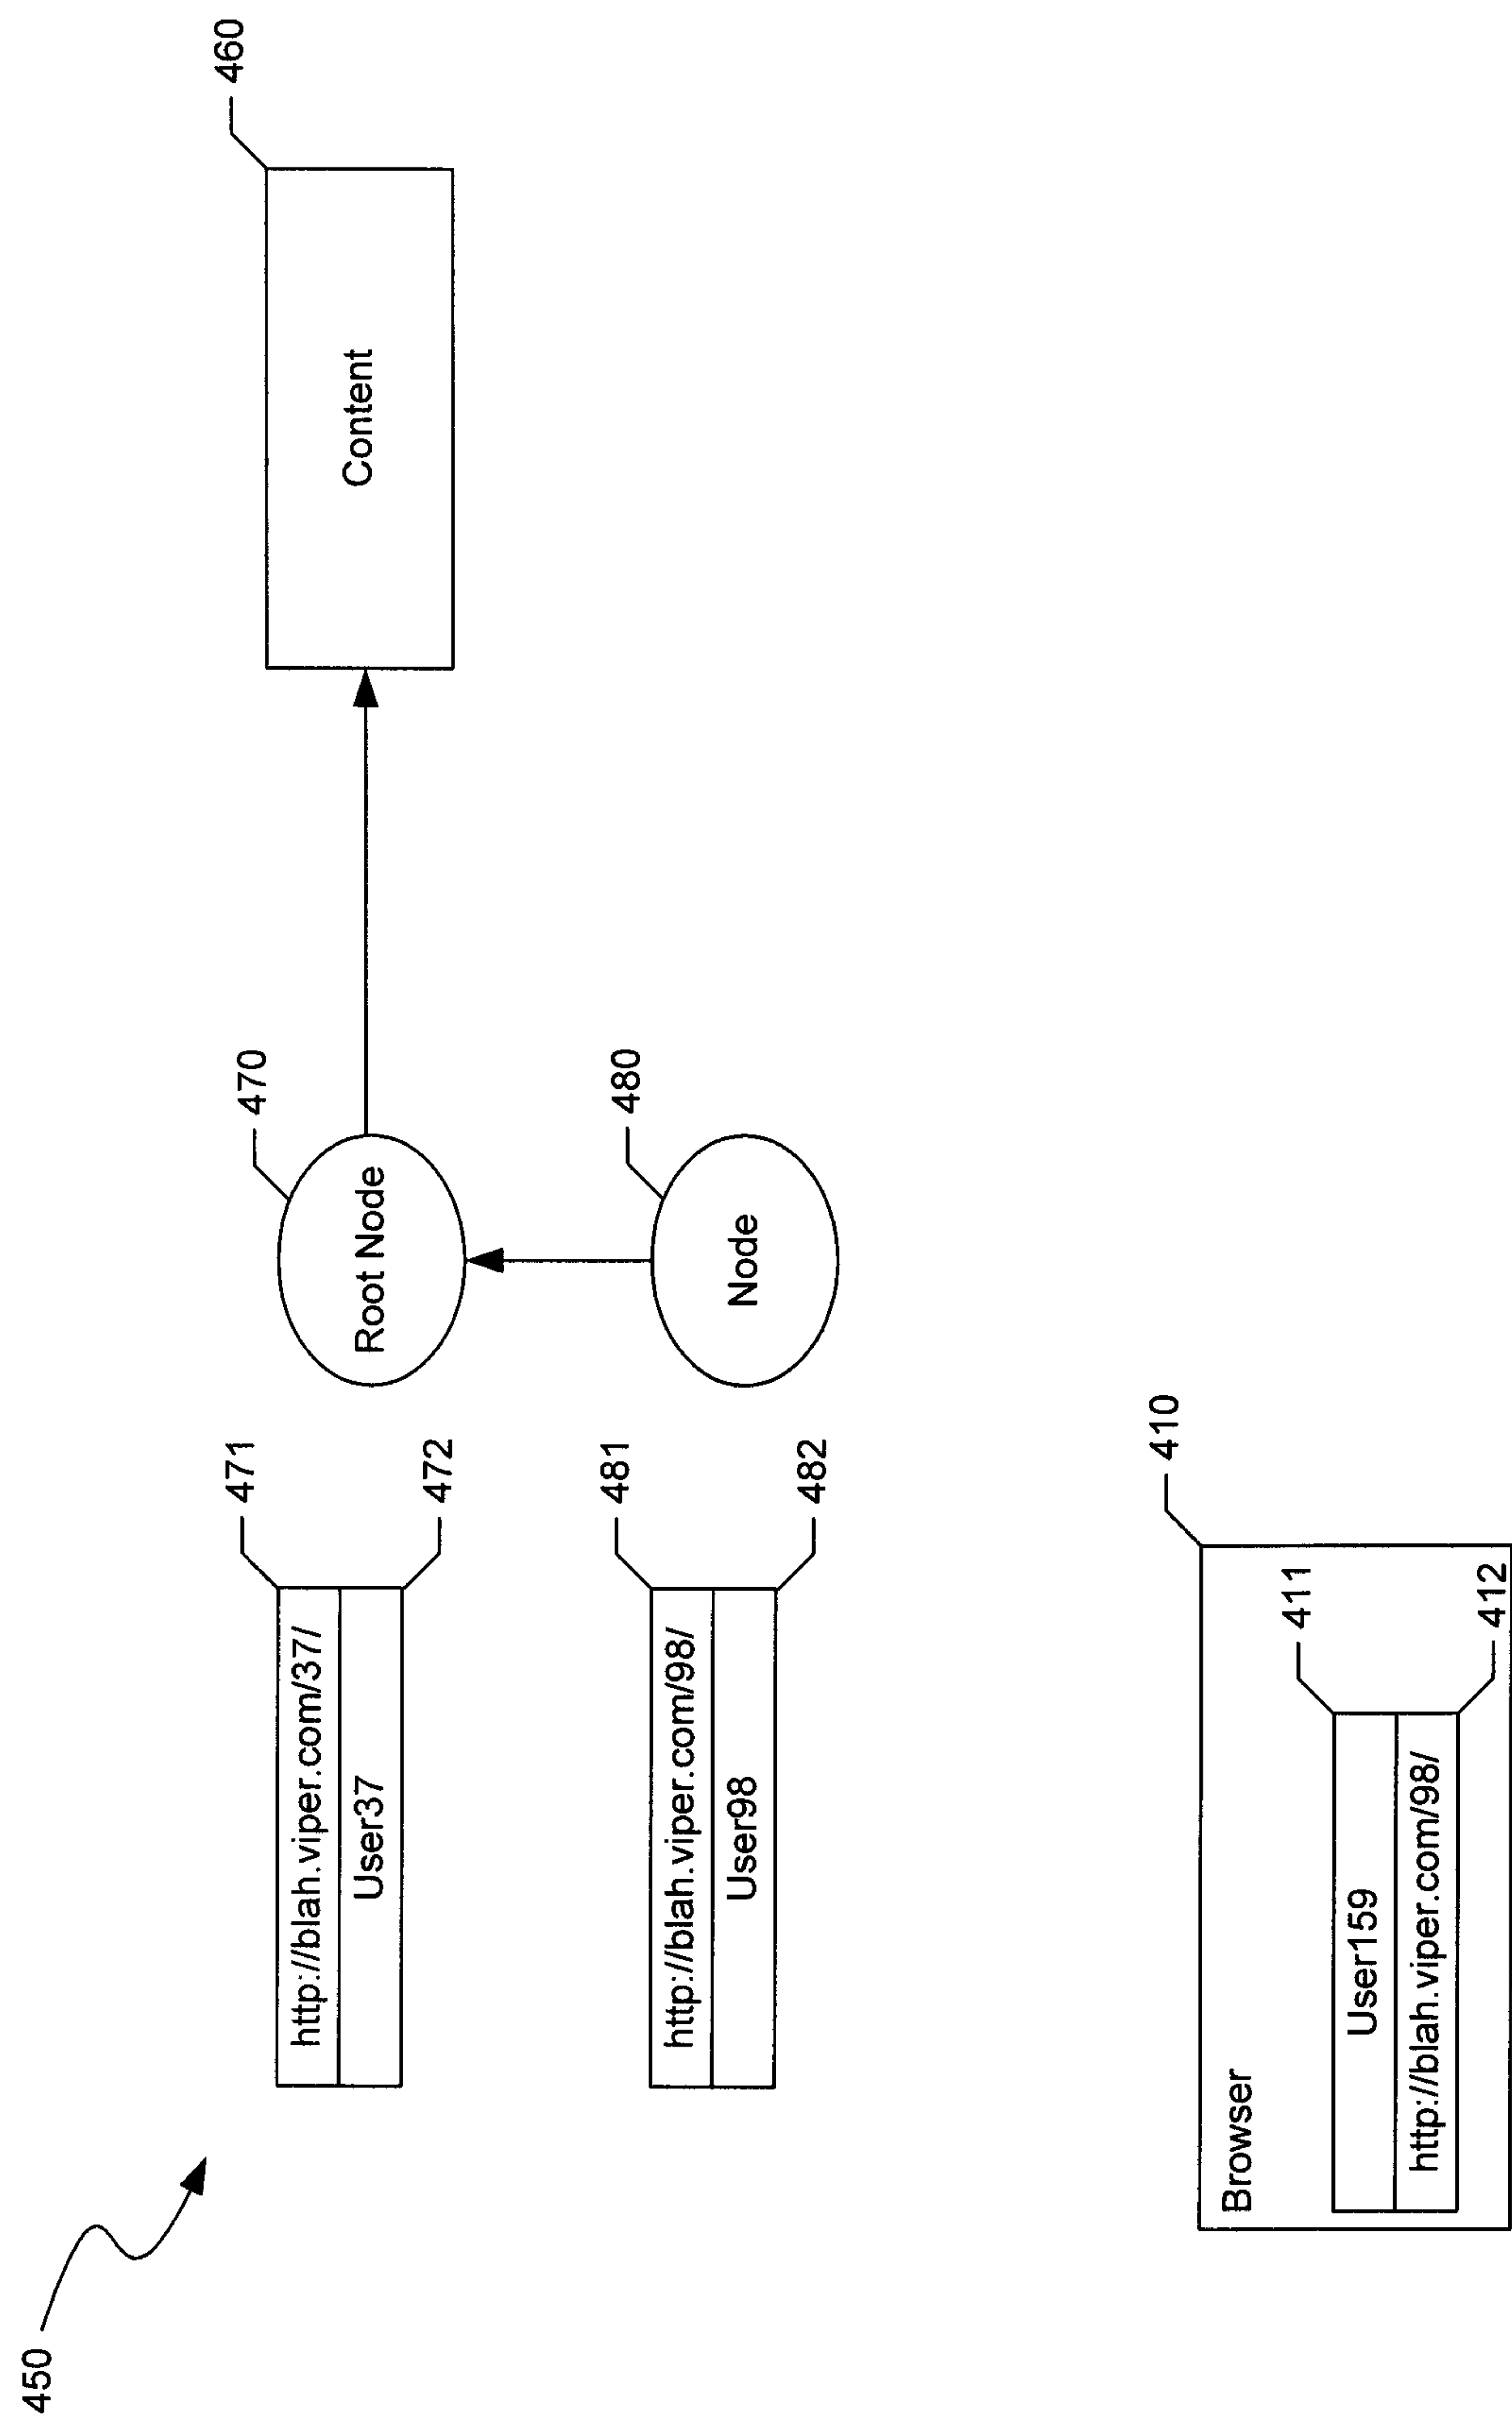 450
460
470
Root Node
Content
471
http://blah.viper.com/37/
User37
472
480
Node
481
http://blah.viper.com/98/
User98
482
410
Browser
411
User159
http://blah.viper.com/98/
412